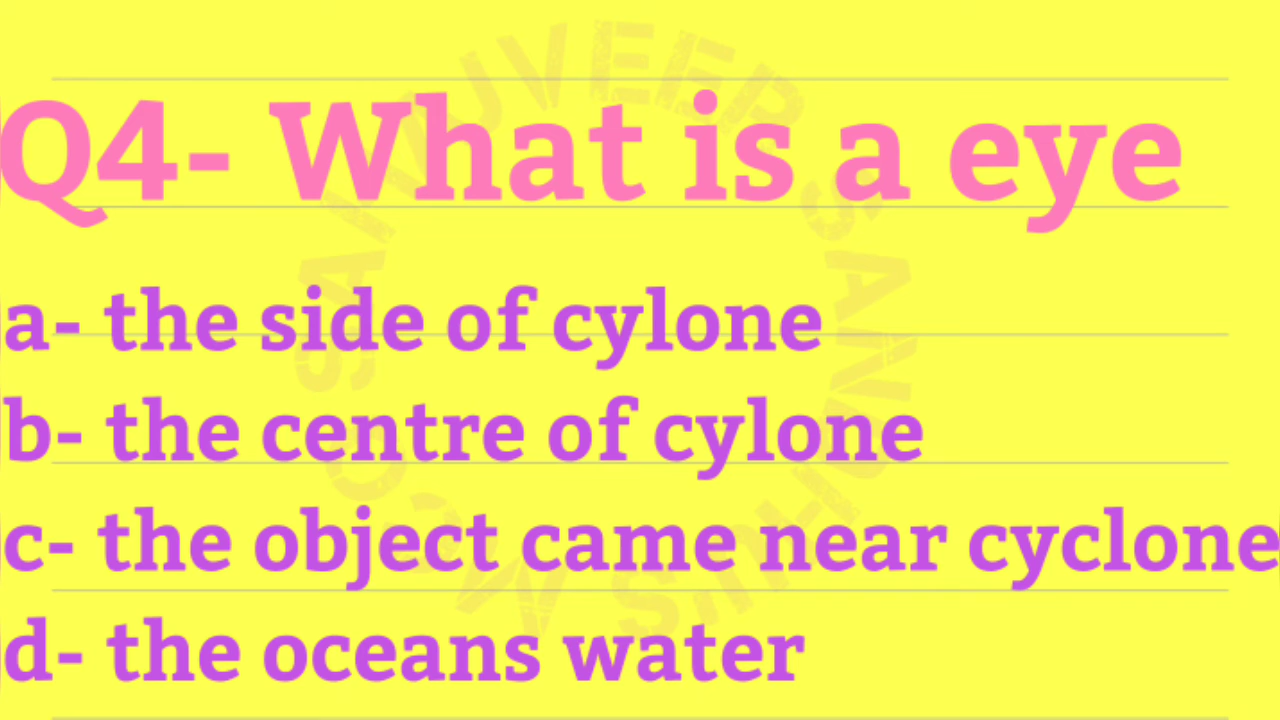 Q4- What is a eye
a- the side of cylone
b- the centre of cylone
c- the object came near cyclone
d- the oceans water